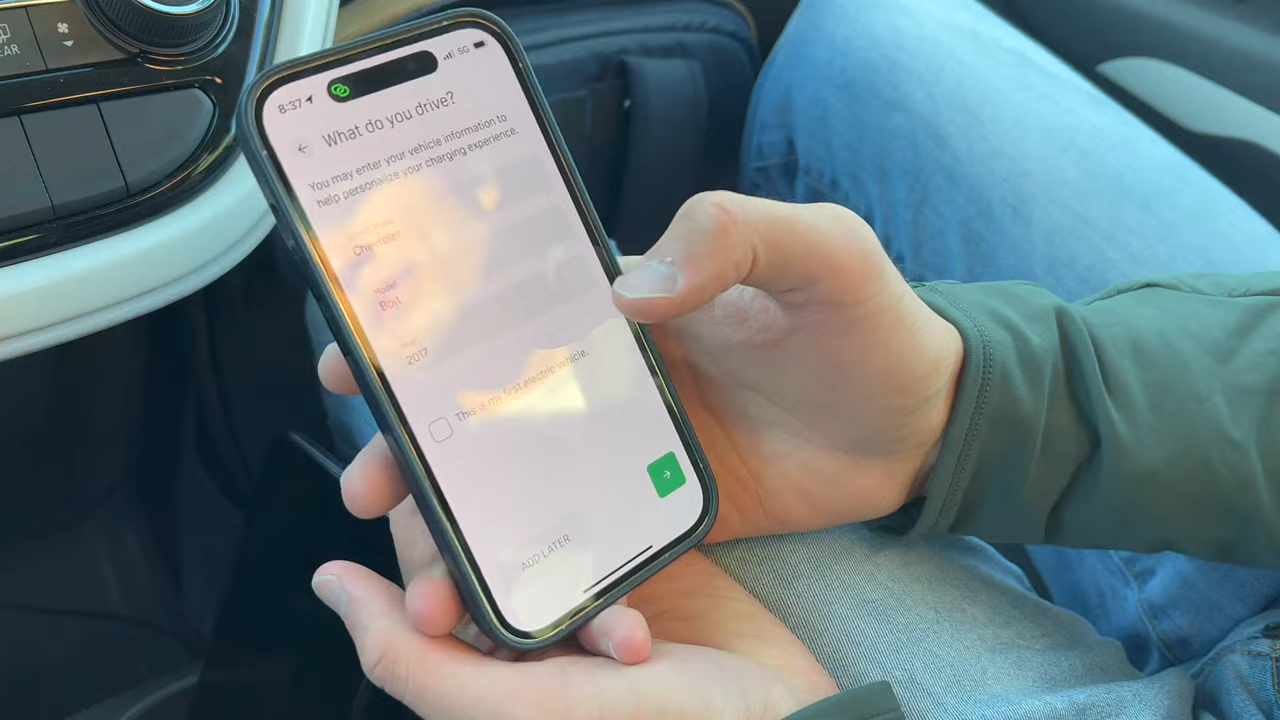 EAR
8:37
5G
What do you drive?
You may enter your vehicle information to
help personalize your charging experience.
Chevrolet
Model
Bolt
2017
This is my first electric vehicle.
ADD LATER